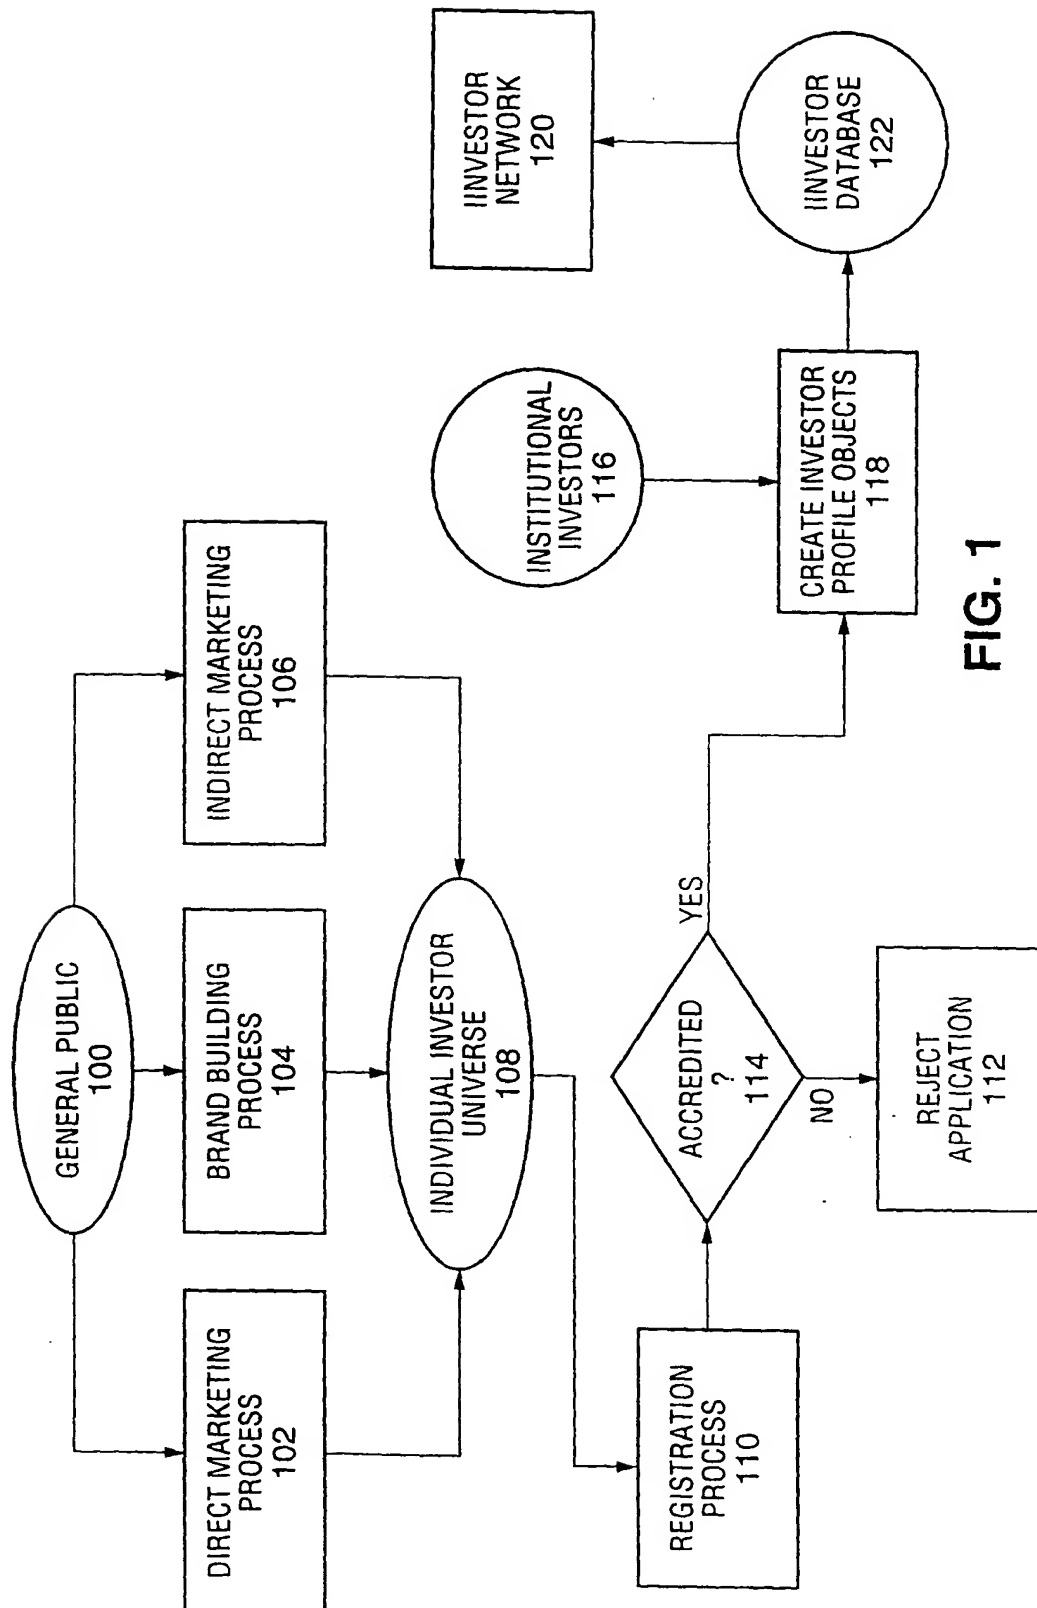 GENERAL PUBLIC
100
DIRECT MARKETING
PROCESS
102
BRAND BUILDING
PROCESS
104
INDIRECT MARKETING
PROCESS
106
INDIVIDUAL INVESTOR
UNIVERSE
108
REGISTRATION
PROCESS
110
ACCREDITED
?
114
YES
NO
REJECT
APPLICATION
112
INSTITUTIONAL
INVESTORS
116
CREATE INVESTOR
PROFILE OBJECTS
118
IINVESTOR
NETWORK
120
IINVESTOR
DATABASE
122
FIG. 1